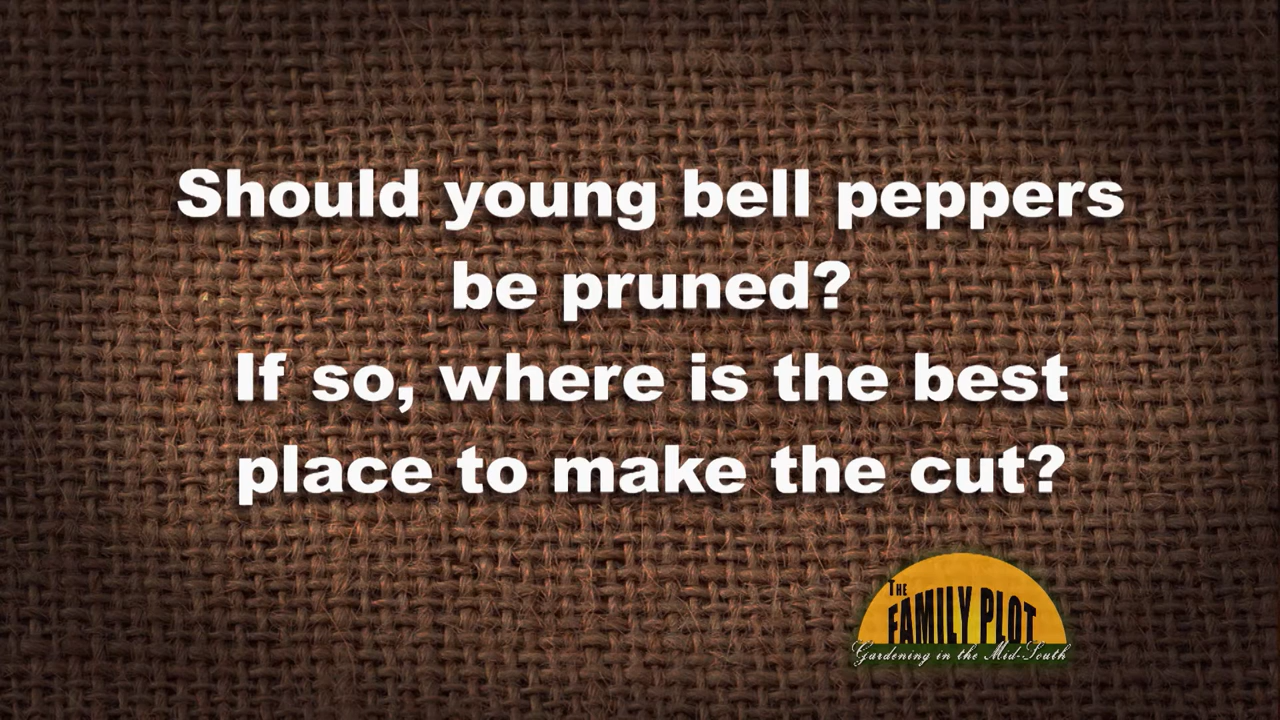 Should young bell peppers
be pruned?
If so, where is the best
place to make the cut?
THE
FAMILY PLOT
Gardening in the Mid-South